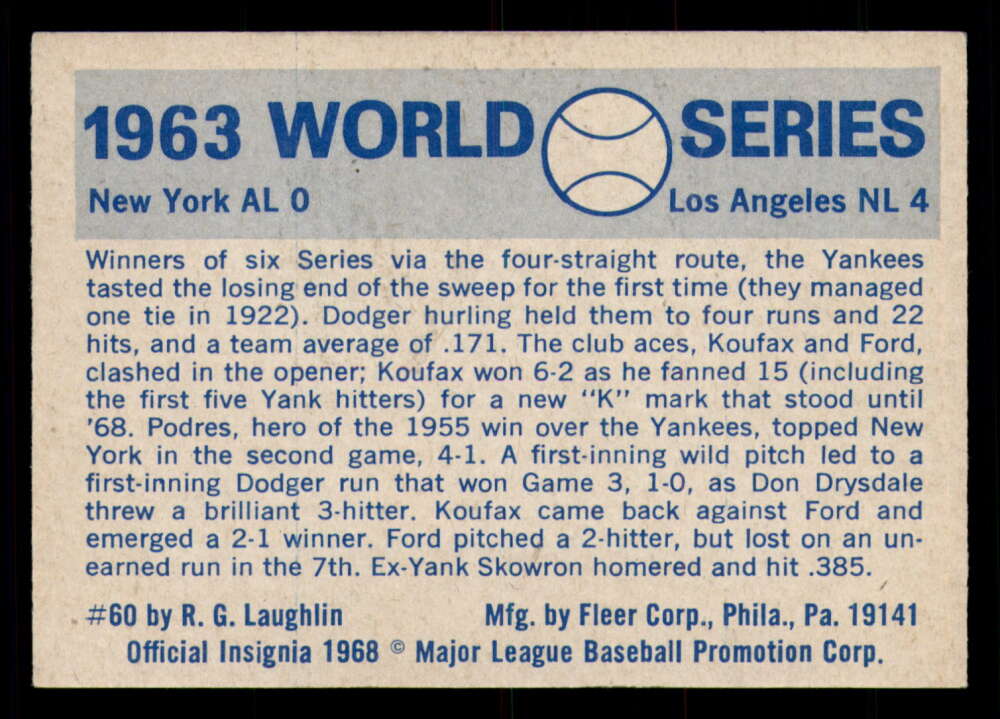 1963 WORLD SERIES
New York AL 0 Los Angeles NL 4
Winners of six Series via the four-straight route, the Yankees
tasted the losing end of the sweep for the first time (they managed
one tie in 1922). Dodger hurling held them to four runs and 22
hits, and a team average of .171. The club aces, Koufax and Ford,
clashed in the opener; Koufax won 6-2 as he fanned 15 (including
the first five Yank hitters) for a new "K" mark that stood until
'68. Podres, hero of the 1955 win over the Yankees, topped New
York in the second game, 4-1. A first-inning wild pitch led to a
first-inning Dodger run that won Game 3, 1-0, as Don Drysdale
threw a brilliant 3-hitter. Koufax came back against Ford and
emerged a 2-1 winner. Ford pitched a 2-hitter, but lost on an un-
earned run in the 7th. Ex-Yank Skowron homered and hit .385.
#60 by R. G. Laughlin Mfg. by Fleer Corp., Phila., Pa. 19141
Official Insignia 1968 © Major League Baseball Promotion Corp.